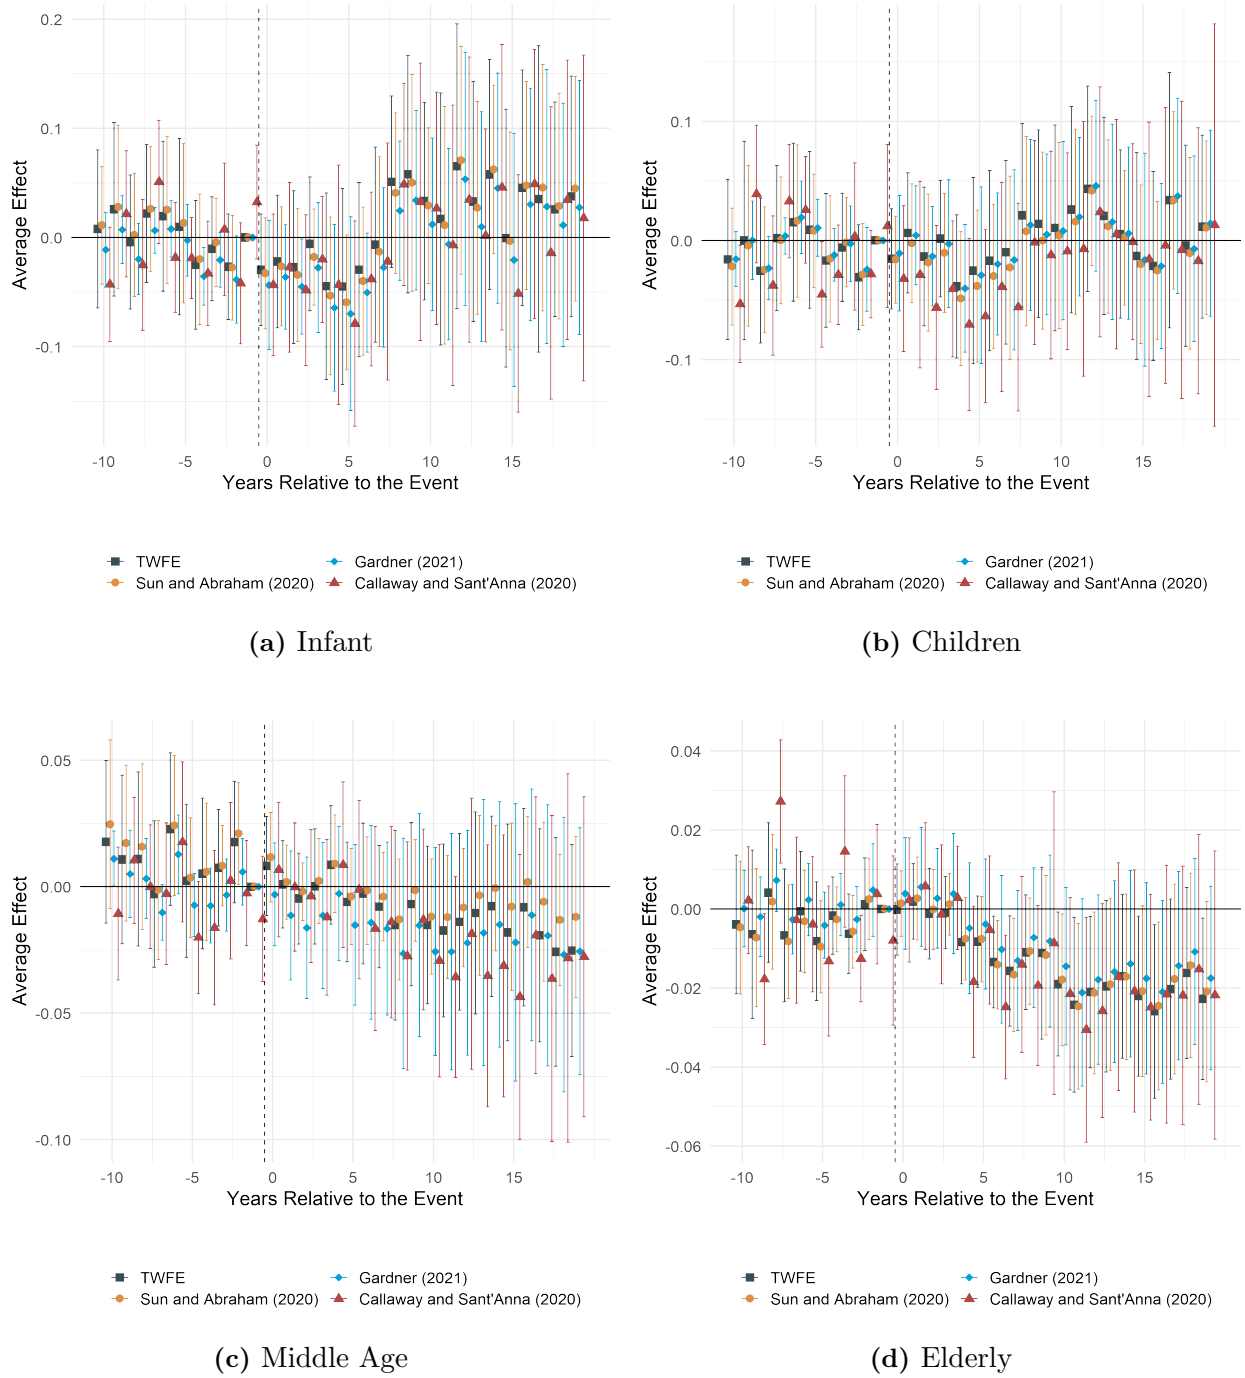 0.2
0.1
0.0
-0.1
Average Effect
-10 -5 0 5 10 15
Years Relative to the Event
TWFE Gardner (2021)
Sun and Abraham (2020) Callaway and Sant'Anna (2020)
(a) Infant
0.1
0.0
-0.1
Average Effect
-10 -5 0 5 10 15
Years Relative to the Event
TWFE Gardner (2021)
Sun and Abraham (2020) Callaway and Sant'Anna (2020)
(b) Children
0.05
0.00
-0.05
-0.10
Average Effect
-10 -5 0 5 10 15
Years Relative to the Event
TWFE Gardner (2021)
Sun and Abraham (2020) Callaway and Sant'Anna (2020)
(c) Middle Age
0.04
0.02
0.00
-0.02
-0.04
-0.06
Average Effect
-10 -5 0 5 10 15
Years Relative to the Event
TWFE Gardner (2021)
Sun and Abraham (2020) Callaway and Sant'Anna (2020)
(d) Elderly